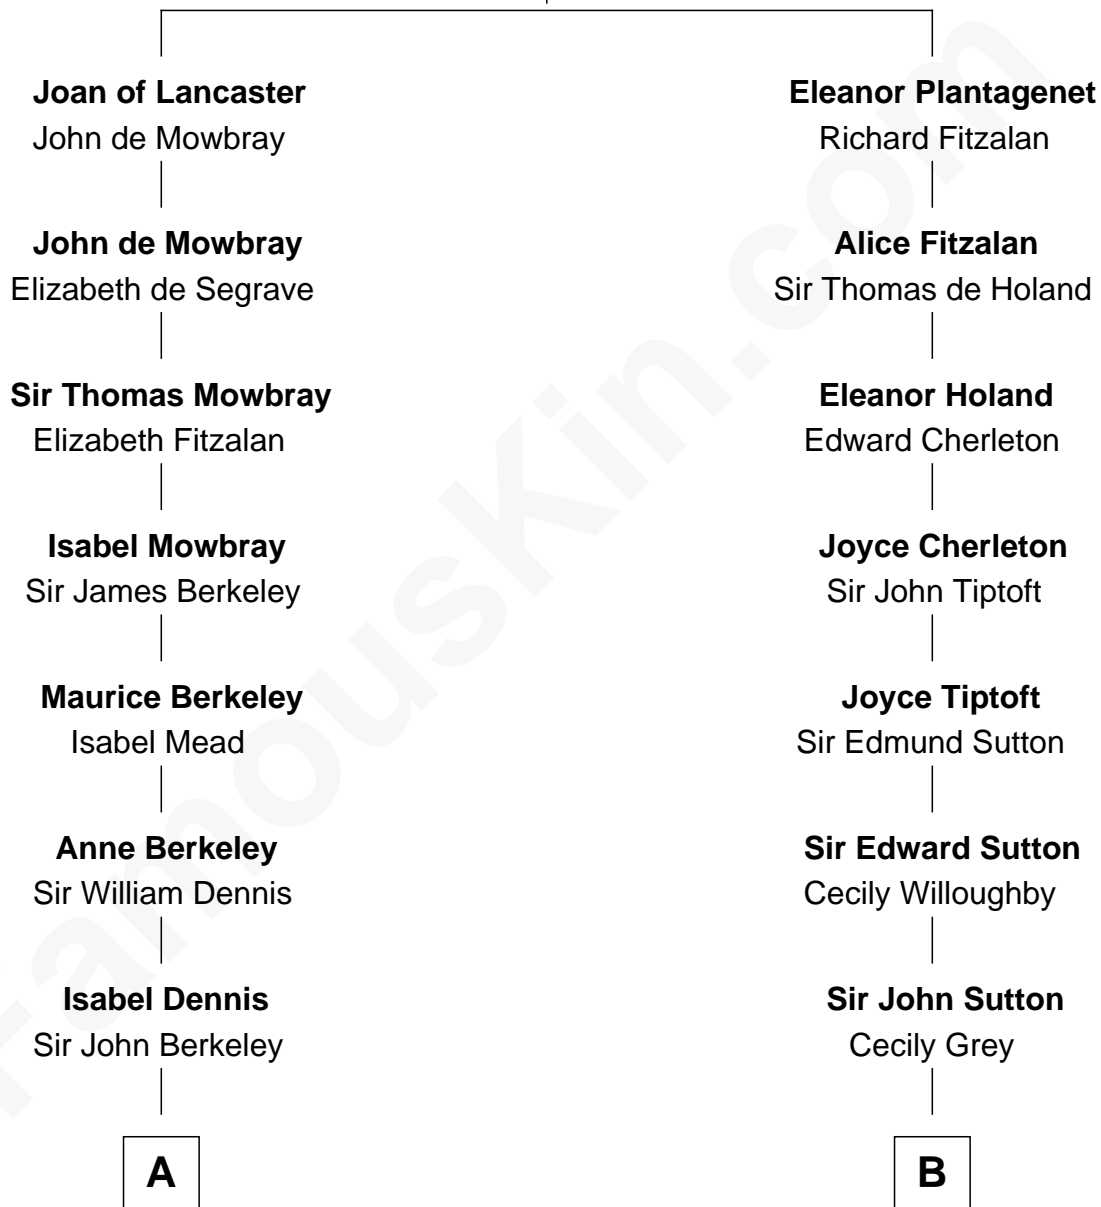 Joan of Lancaster
John de Mowbray
John de Mowbray
Elizabeth de Segrave
Sir Thomas Mowbray
Elizabeth Fitzalan
Isabel Mowbray
Sir James Berkeley
Maurice Berkeley
Isabel Mead
Anne Berkeley
Sir William Dennis
Isabel Dennis
Sir John Berkeley
A
Eleanor Plantagenet
Richard Fitzalan
Alice Fitzalan
Sir Thomas de Holand
Eleanor Holand
Edward Cherleton
Joyce Cherleton
Sir John Tiptoft
Joyce Tiptoft
Sir Edmund Sutton
Sir Edward Sutton
Cecily Willoughby
Sir John Sutton
Cecily Grey
B
FamousKin.com